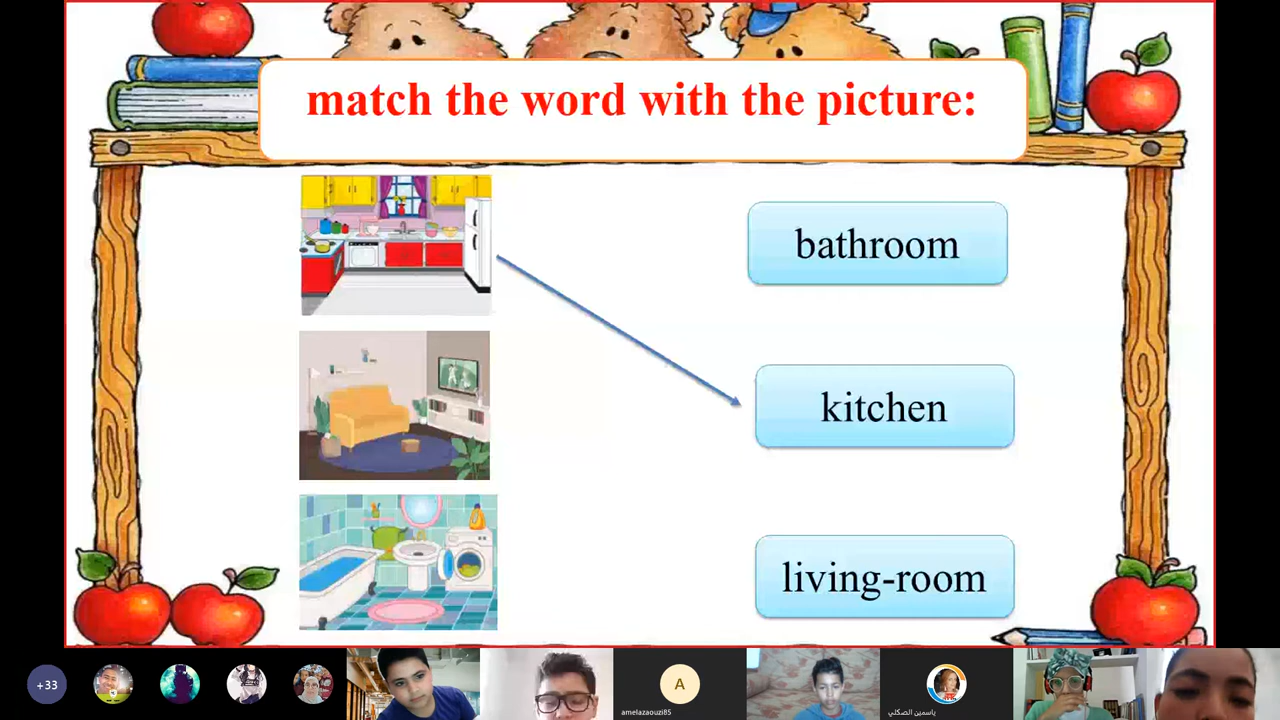 match the word with the picture:
bathroom
kitchen
living-room
+33
A
amelazaouzi85
ياسمين الصكلي